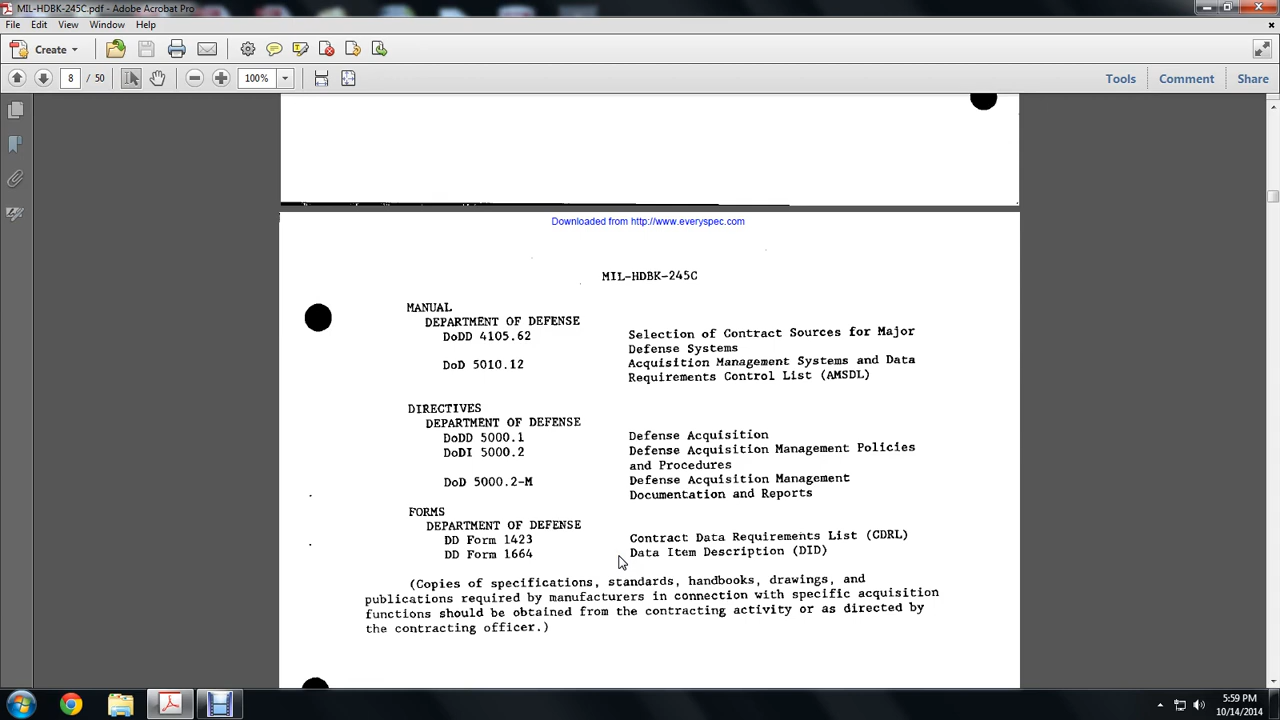 MIL-HDBK-245C.pdf - Adobe Acrobat Pro
File Edit View Window Help
Create
8 / 50 100% Tools Comment Share
Downloaded from http://www.everyspec.com
MIL-HDBK-245C
MANUAL
DEPARTMENT OF DEFENSE
DoDD 4105.62 Selection of Contract Sources for Major
Defense Systems
DoD 5010.12 Acquisition Management Systems and Data
Requirements Control List (AMSDL)
DIRECTIVES
DEPARTMENT OF DEFENSE
DoDD 5000.1 Defense Acquisition
DoDI 5000.2 Defense Acquisition Management Policies
and Procedures
DoD 5000.2-M Defense Acquisition Management
Documentation and Reports
FORMS
DEPARTMENT OF DEFENSE
DD Form 1423 Contract Data Requirements List (CDRL)
DD Form 1664 Data Item Description (DID)
(Copies of specifications, standards, handbooks, drawings, and
publications required by manufacturers in connection with specific acquisition
functions should be obtained from the contracting activity or as directed by
the contracting officer.)
5:59 PM
10/14/2014